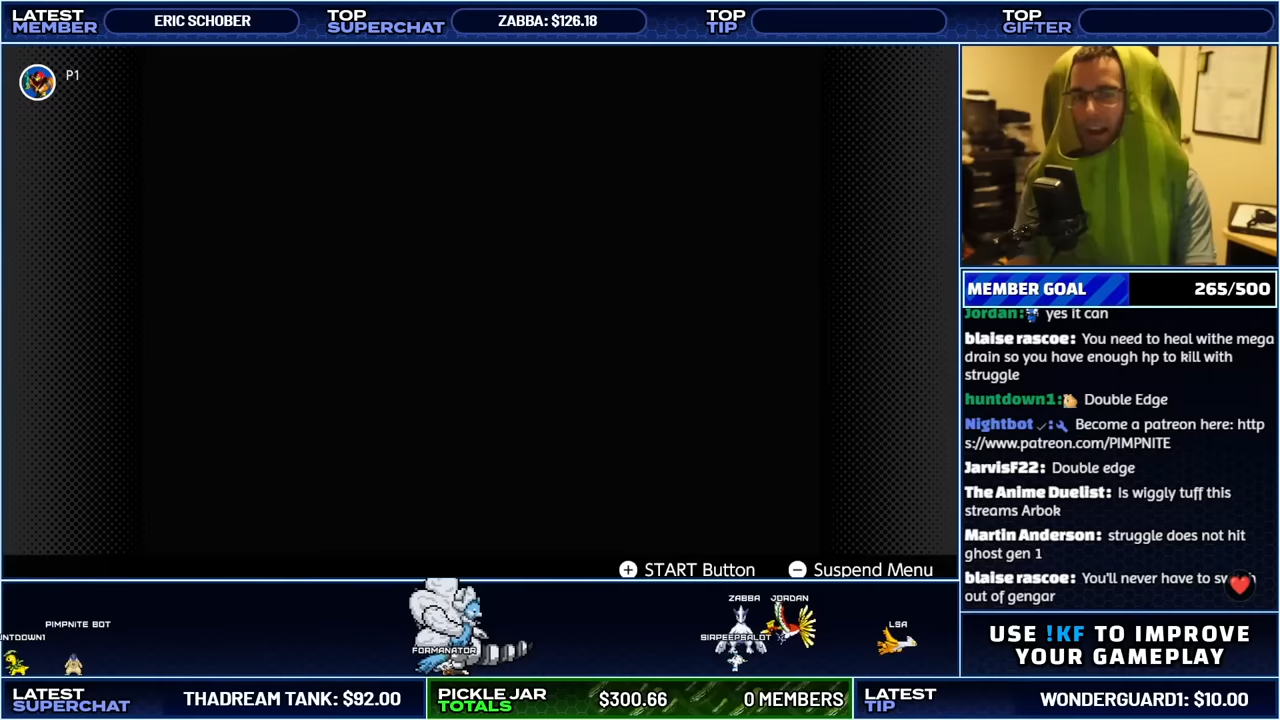 LATEST MEMBER
ERIC SCHOBER
TOP SUPERCHAT
ZABBA: $126.18
TOP TIP
TOP GIFTER
P1
START Button
Suspend Menu
MEMBER GOAL
265/500
Jordan: yes it can
blaise rascoe: You need to heal withe mega
drain so you have enough hp to kill with
struggle
huntdown1: Double Edge
Nightbot: Become a patreon here: http
s://www.patreon.com/PIMPNITE
JarvisF22: Double edge
The Anime Duelist: Is wiggly tuff this
streams Arbok
Martin Anderson: struggle does not hit
ghost gen 1
blaise rascoe: You'll never have to
out of gengar
PIMPNITE BOT
NTDOWN1
FORMANATOR
ZABBA
JORDAN
SIRPEEPSALOT
LSA
USE !KF TO IMPROVE
YOUR GAMEPLAY
LATEST SUPERCHAT
THADREAM TANK: $92.00
PICKLE JAR TOTALS
$300.66
0 MEMBERS
LATEST TIP
WONDERGUARD1: $10.00